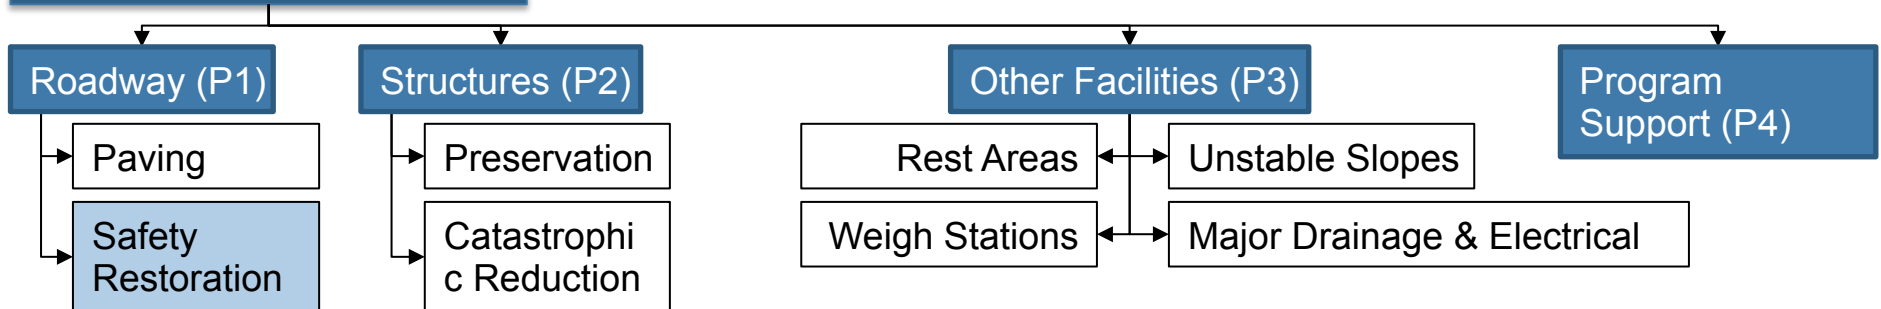 Roadway (P1)
Structures (P2)
Other Facilities (P3)
Program
Support (P4)
Paving
Preservation
Rest Areas
Unstable Slopes
Safety
Restoration
Catastrophi
c Reduction
Weigh Stations
Major Drainage & Electrical